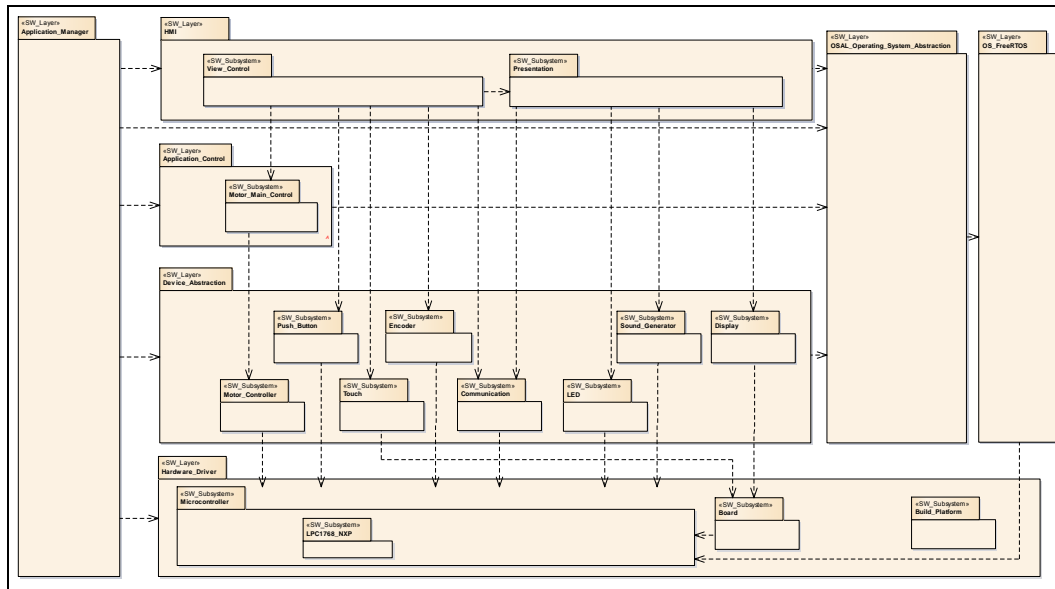 «SW_Layer»
Application_Manager
«SW_Layer»
HMI
«SW_Subsystem»
View_Control
«SW_Subsystem»
Presentation
«SW_Layer»
OSAL_Operating_System_Abstraction
«SW_Layer»
OS_FreeRTOS
«SW_Layer»
Application_Control
«SW_Subsystem»
Motor_Main_Control
«SW_Layer»
Device_Abstraction
«SW_Subsystem»
Push_Button
«SW_Subsystem»
Encoder
«SW_Subsystem»
Sound_Generator
«SW_Subsystem»
Display
«SW_Subsystem»
Motor_Controller
«SW_Subsystem»
Touch
«SW_Subsystem»
Communication
«SW_Subsystem»
LED
«SW_Layer»
Hardware_Driver
«SW_Subsystem»
Microcontroller
«SW_Subsystem»
LPC1768_NXP
«SW_Subsystem»
Board
«SW_Subsystem»
Build_Platform